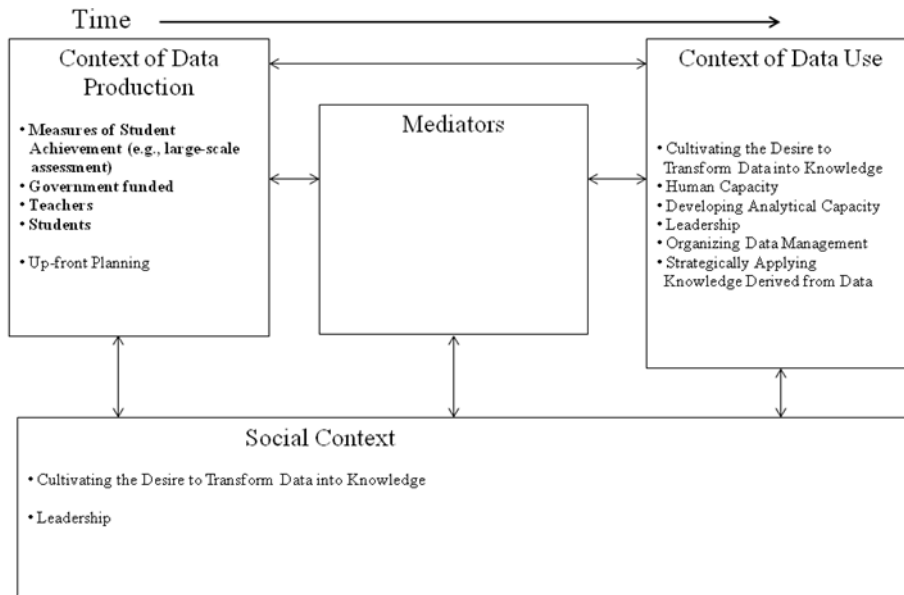 Time
Context of Data
Production
• Measures of Student
Achievement (e.g., large-scale
assessment)
• Government funded
• Teachers
• Students
• Up-front Planning
Mediators
Context of Data Use
• Cultivating the Desire to
Transform Data into Knowledge
• Human Capacity
• Developing Analytical Capacity
• Leadership
• Organizing Data Management
• Strategically Applying
Knowledge Derived from Data
Social Context
• Cultivating the Desire to Transform Data into Knowledge
• Leadership